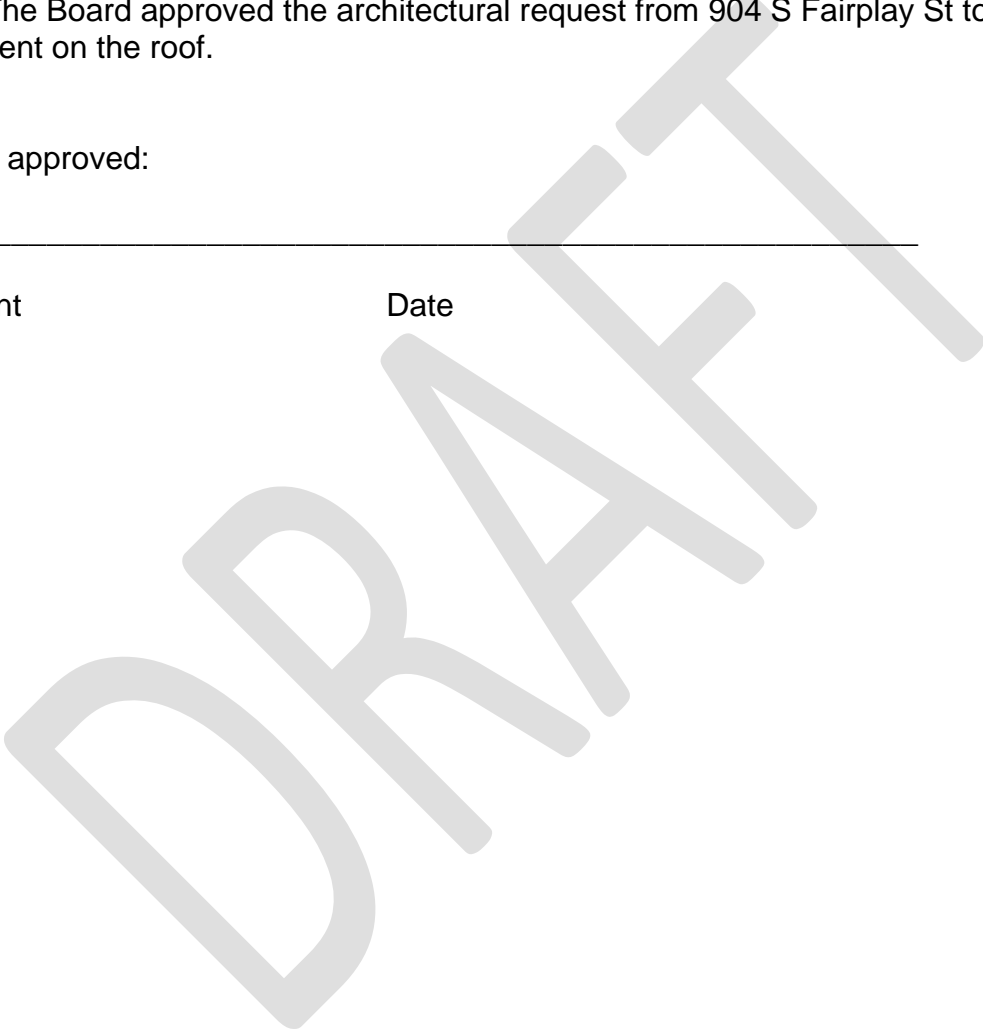 The Board approved the architectural request from 904 S Fairplay St to
ent on the roof.
approved:
nt Date
DRAFT